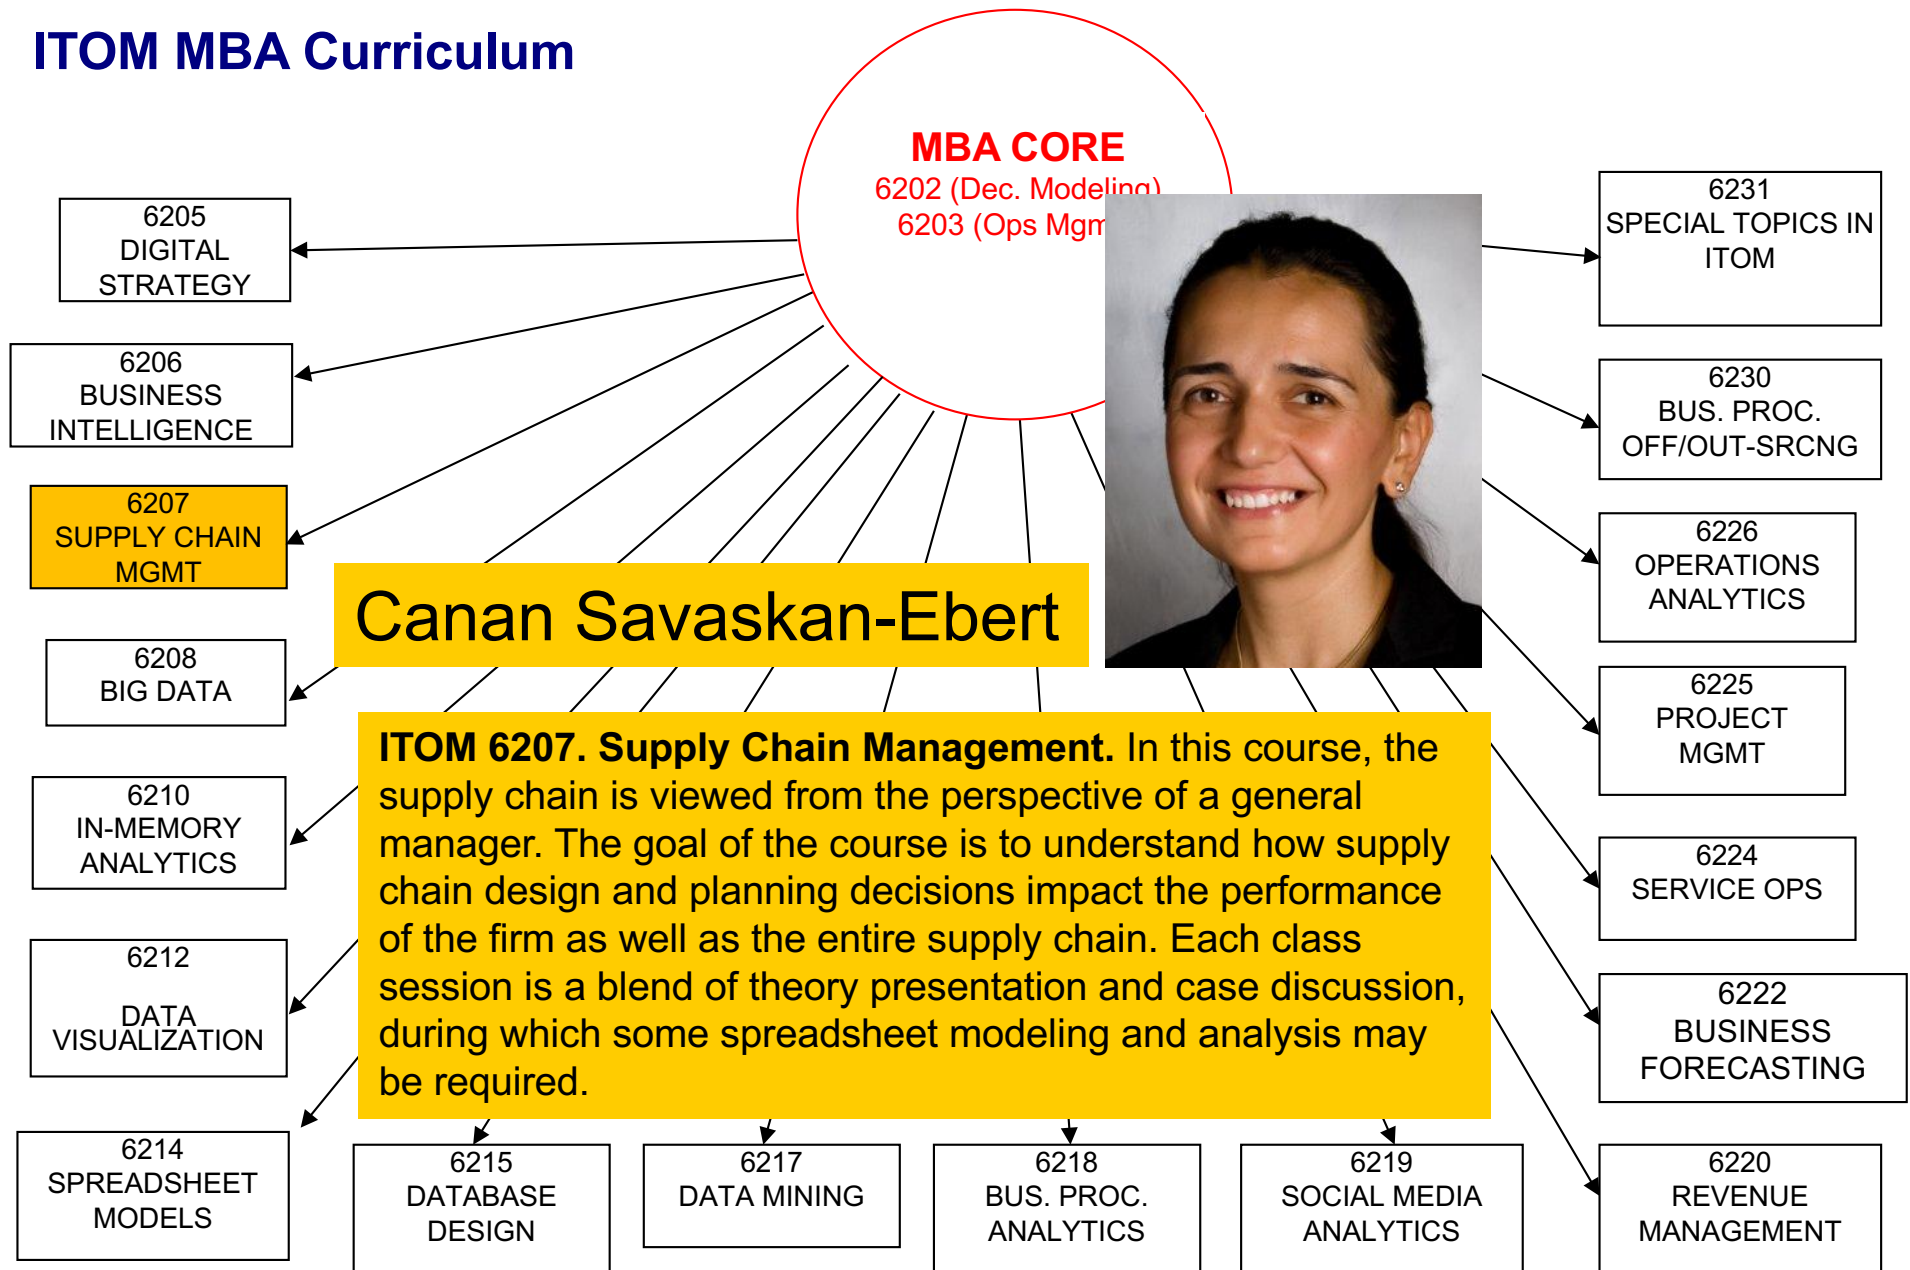 ITOM MBA Curriculum
MBA CORE
6202 (Dec. Modeling)
6203 (Ops Mgm
6205
DIGITAL
STRATEGY
6206
BUSINESS
INTELLIGENCE
6207
SUPPLY CHAIN
MGMT
6208
BIG DATA
6210
IN-MEMORY
ANALYTICS
6212
DATA
VISUALIZATION
6214
SPREADSHEET
MODELS
6215
DATABASE
DESIGN
6217
DATA MINING
6218
BUS. PROC.
ANALYTICS
6219
SOCIAL MEDIA
ANALYTICS
6220
REVENUE
MANAGEMENT
6222
BUSINESS
FORECASTING
6224
SERVICE OPS
6225
PROJECT
MGMT
6226
OPERATIONS
ANALYTICS
6230
BUS. PROC.
OFF/OUT-SRCNG
6231
SPECIAL TOPICS IN
ITOM
Canan Savaskan-Ebert
ITOM 6207. Supply Chain Management. In this course, the
supply chain is viewed from the perspective of a general
manager. The goal of the course is to understand how supply
chain design and planning decisions impact the performance
of the firm as well as the entire supply chain. Each class
session is a blend of theory presentation and case discussion,
during which some spreadsheet modeling and analysis may
be required.